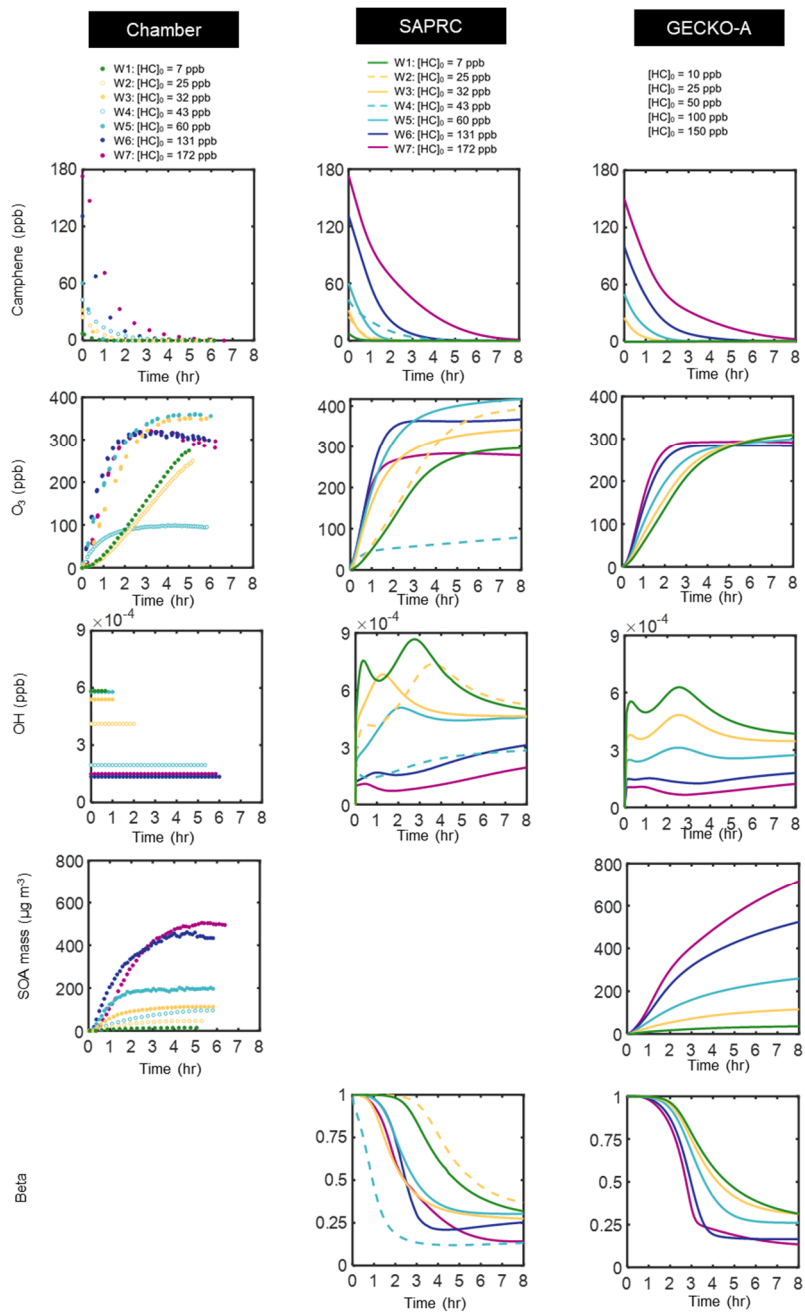 Chamber
SAPRC
GECKO-A
W1: [HC]₀ = 7 ppb
W2: [HC]₀ = 25 ppb
W3: [HC]₀ = 32 ppb
W4: [HC]₀ = 43 ppb
W5: [HC]₀ = 60 ppb
W6: [HC]₀ = 131 ppb
W7: [HC]₀ = 172 ppb
W1: [HC]₀ = 7 ppb
W2: [HC]₀ = 25 ppb
W3: [HC]₀ = 32 ppb
W4: [HC]₀ = 43 ppb
W5: [HC]₀ = 60 ppb
W6: [HC]₀ = 131 ppb
W7: [HC]₀ = 172 ppb
[HC]₀ = 10 ppb
[HC]₀ = 25 ppb
[HC]₀ = 50 ppb
[HC]₀ = 100 ppb
[HC]₀ = 150 ppb
Camphene (ppb)
180
120
60
0
0 1 2 3 4 5 6 7 8
Time (hr)
180
120
60
0
0 1 2 3 4 5 6 7 8
Time (hr)
180
120
60
0
0 1 2 3 4 5 6 7 8
Time (hr)
O₃ (ppb)
400
300
200
100
0
0 1 2 3 4 5 6 7 8
Time (hr)
400
300
200
100
0
0 1 2 3 4 5 6 7 8
Time (hr)
400
300
200
100
0
0 1 2 3 4 5 6 7 8
Time (hr)
OH (ppb)
×10⁻⁴
9
6
3
0
0 1 2 3 4 5 6 7 8
Time (hr)
×10⁻⁴
9
6
3
0
0 1 2 3 4 5 6 7 8
Time (hr)
×10⁻⁴
9
6
3
0
0 1 2 3 4 5 6 7 8
Time (hr)
SOA mass (µg m⁻³)
800
600
400
200
0
0 1 2 3 4 5 6 7 8
Time (hr)
800
600
400
200
0
0 1 2 3 4 5 6 7 8
Time (hr)
Beta
1
0.75
0.5
0.25
0
0 1 2 3 4 5 6 7 8
Time (hr)
1
0.75
0.5
0.25
0
0 1 2 3 4 5 6 7 8
Time (hr)